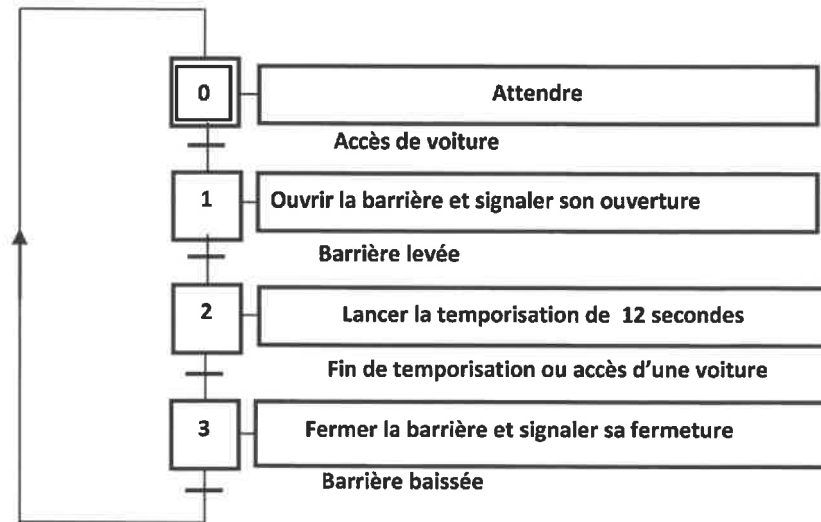 0 Attendre
Accès de voiture
1 Ouvrir la barrière et signaler son ouverture
Barrière levée
2 Lancer la temporisation de 12 secondes
Fin de temporisation ou accès d'une voiture
3 Fermer la barrière et signaler sa fermeture
Barrière baissée